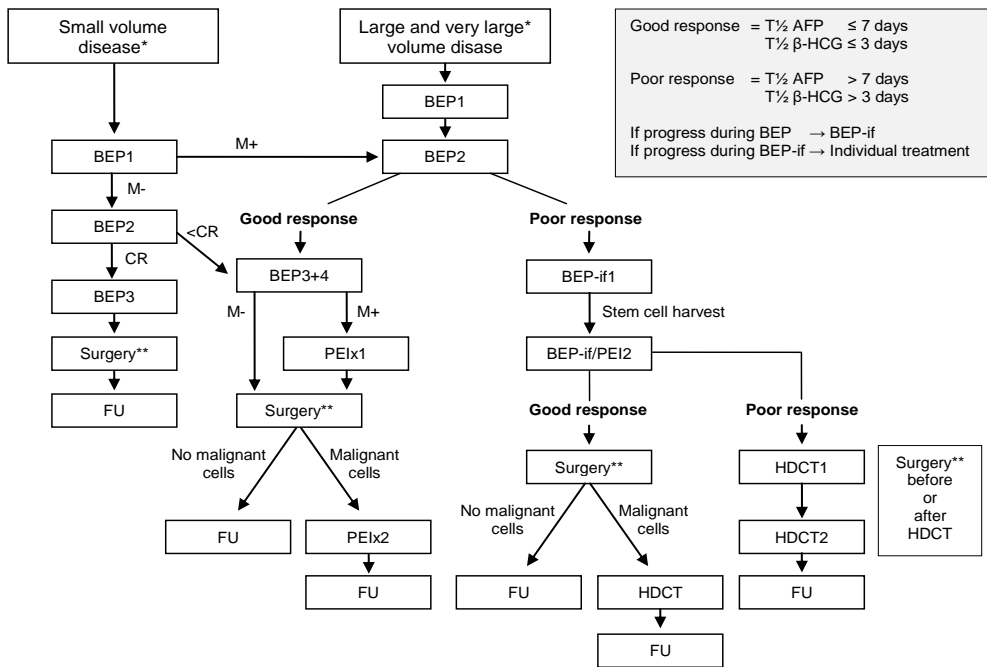 Small volume
disease*
Large and very large*
volume disase
Good response = T½ AFP ≤ 7 days
T½ β-HCG ≤ 3 days
Poor response = T½ AFP > 7 days
T½ β-HCG > 3 days
If progress during BEP → BEP-if
If progress during BEP-if → Individual treatment
BEP1
BEP1
M+
BEP2
M-
BEP2
<CR
Good response
Poor response
CR
BEP3+4
BEP-if1
BEP3
M-
M+
Stem cell harvest
Surgery**
PEIx1
BEP-if/PEI2
FU
Surgery**
Good response
Poor response
No malignant
cells
Malignant
cells
Surgery**
HDCT1
Surgery**
before
or
after
HDCT
No malignant
cells
Malignant
cells
FU
PEIx2
HDCT2
FU
FU
HDCT
FU
FU